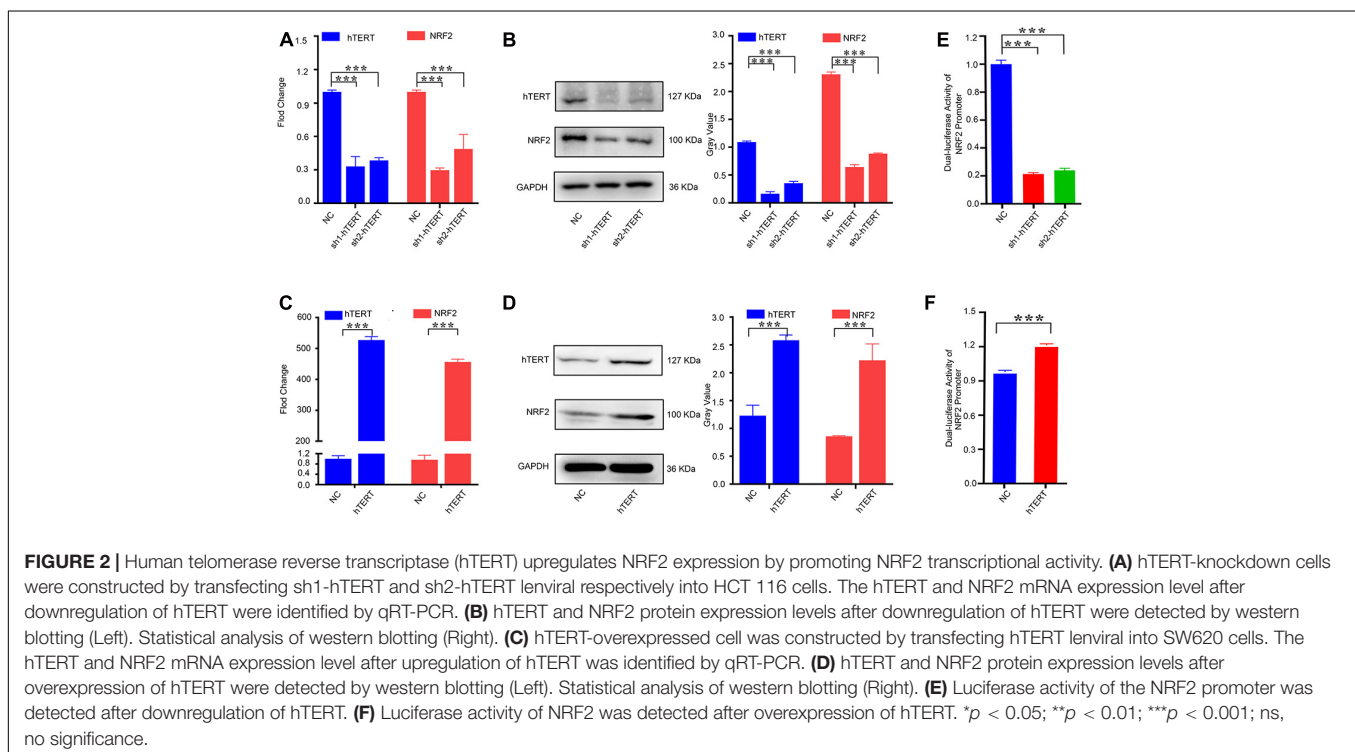 A
hTERT NRF2
Flod Change
1.5
1.2
0.9
0.6
0.3
0.0
*** *** *** ***
NC sh1-hTERT sh2-hTERT NC sh1-hTERT sh2-hTERT
B
hTERT 127 KDa
NRF2 100 KDa
GAPDH 36 KDa
NC sh1-hTERT sh2-hTERT
hTERT NRF2
Gray Value
3.0
2.5
2.0
1.5
1.0
0.5
0.0
*** *** *** ***
NC sh1-hTERT sh2-hTERT NC sh1-hTERT sh2-hTERT
E
Dual-luciferase Activity of
NRF2 Promoter
1.2
1.0
0.8
0.6
0.4
0.2
0.0
***
***
NC sh1-hTERT sh2-hTERT
C
hTERT NRF2
Flod Change
600
500
400
300
200
1.2
0.8
0.4
0.0
*** ***
NC hTERT NC hTERT
D
hTERT 127 KDa
NRF2 100 KDa
GAPDH 36 KDa
NC hTERT
hTERT NRF2
Gray Value
3.0
2.5
2.0
1.5
1.0
0.5
0.0
*** ***
NC hTERT NC hTERT
F
Dual-luciferase Activity of
NRF2 Promoter
1.5
1.2
0.9
0.6
0.3
0.0
***
NC hTERT
FIGURE 2 | Human telomerase reverse transcriptase (hTERT) upregulates NRF2 expression by promoting NRF2 transcriptional activity. (A) hTERT-knockdown cells
were constructed by transfecting sh1-hTERT and sh2-hTERT lenviral respectively into HCT 116 cells. The hTERT and NRF2 mRNA expression level after
downregulation of hTERT were identified by qRT-PCR. (B) hTERT and NRF2 protein expression levels after downregulation of hTERT were detected by western
blotting (Left). Statistical analysis of western blotting (Right). (C) hTERT-overexpressed cell was constructed by transfecting hTERT lenviral into SW620 cells. The
hTERT and NRF2 mRNA expression level after upregulation of hTERT was identified by qRT-PCR. (D) hTERT and NRF2 protein expression levels after
overexpression of hTERT were detected by western blotting (Left). Statistical analysis of western blotting (Right). (E) Luciferase activity of the NRF2 promoter was
detected after downregulation of hTERT. (F) Luciferase activity of NRF2 was detected after overexpression of hTERT. *p < 0.05; **p < 0.01; ***p < 0.001; ns,
no significance.